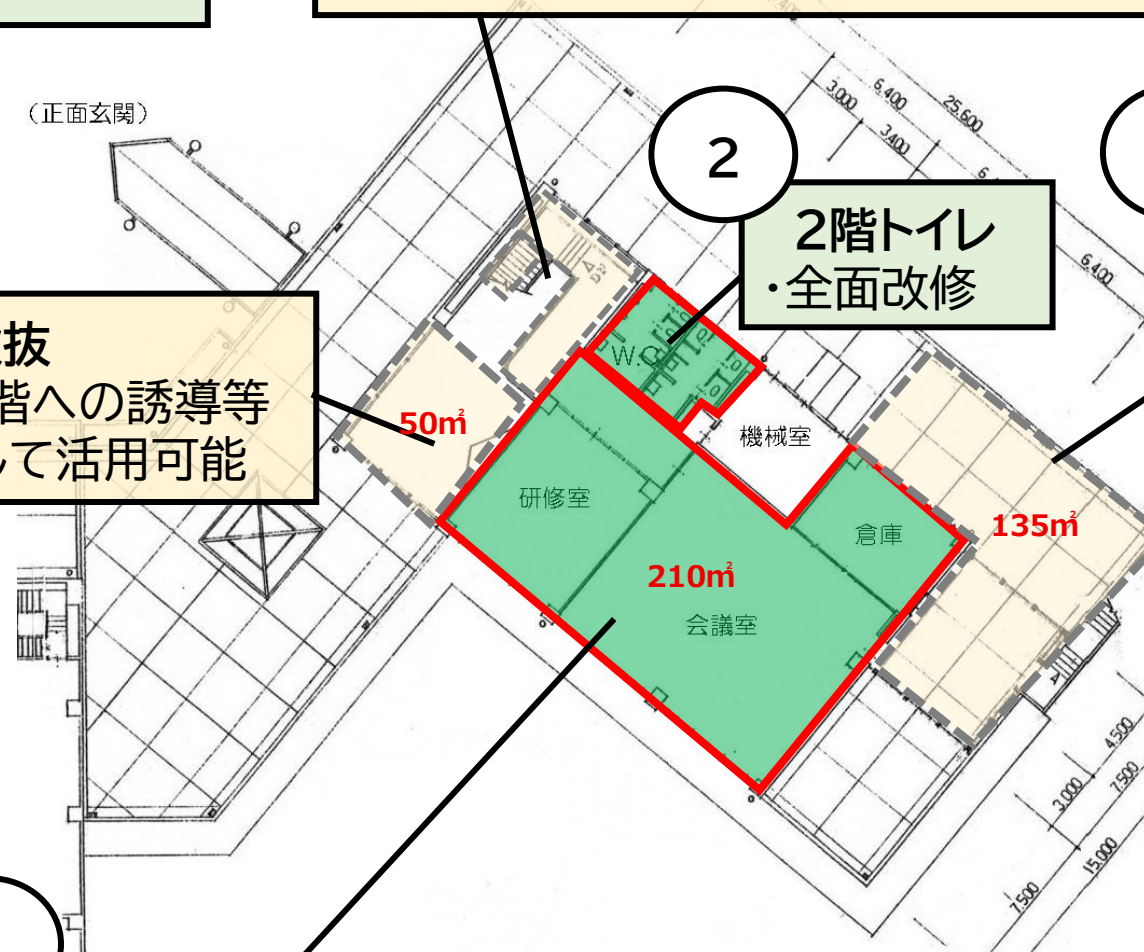 (正面玄関)
2
2階トイレ
・全面改修
抜
階への誘導等
して活用可能
3,000
6,400
25,600
3,400
6,400
W.C
50㎡
機械室
研修室
倉庫
135㎡
210㎡
会議室
4,500
7,500
3,000
15,000
7,500